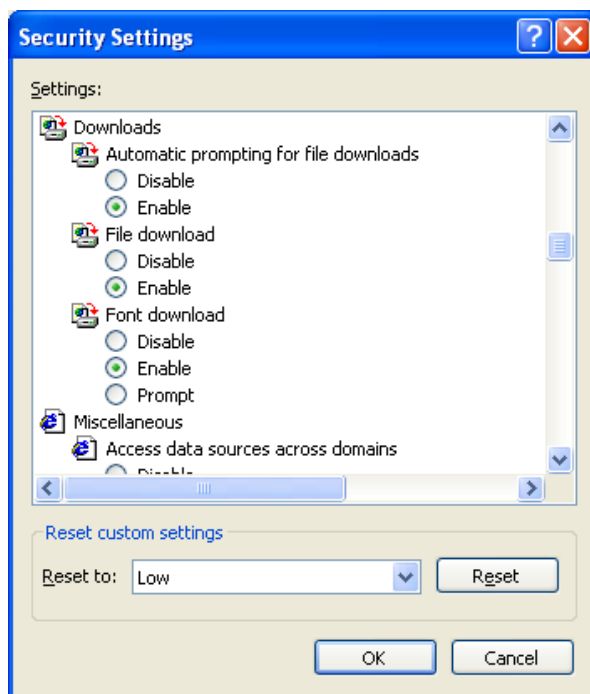 Security Settings
Settings:
Downloads
Automatic prompting for file downloads
Disable
Enable
File download
Disable
Enable
Font download
Disable
Enable
Prompt
Miscellaneous
Access data sources across domains
Disable
Reset custom settings
Reset to: Low Reset
OK Cancel